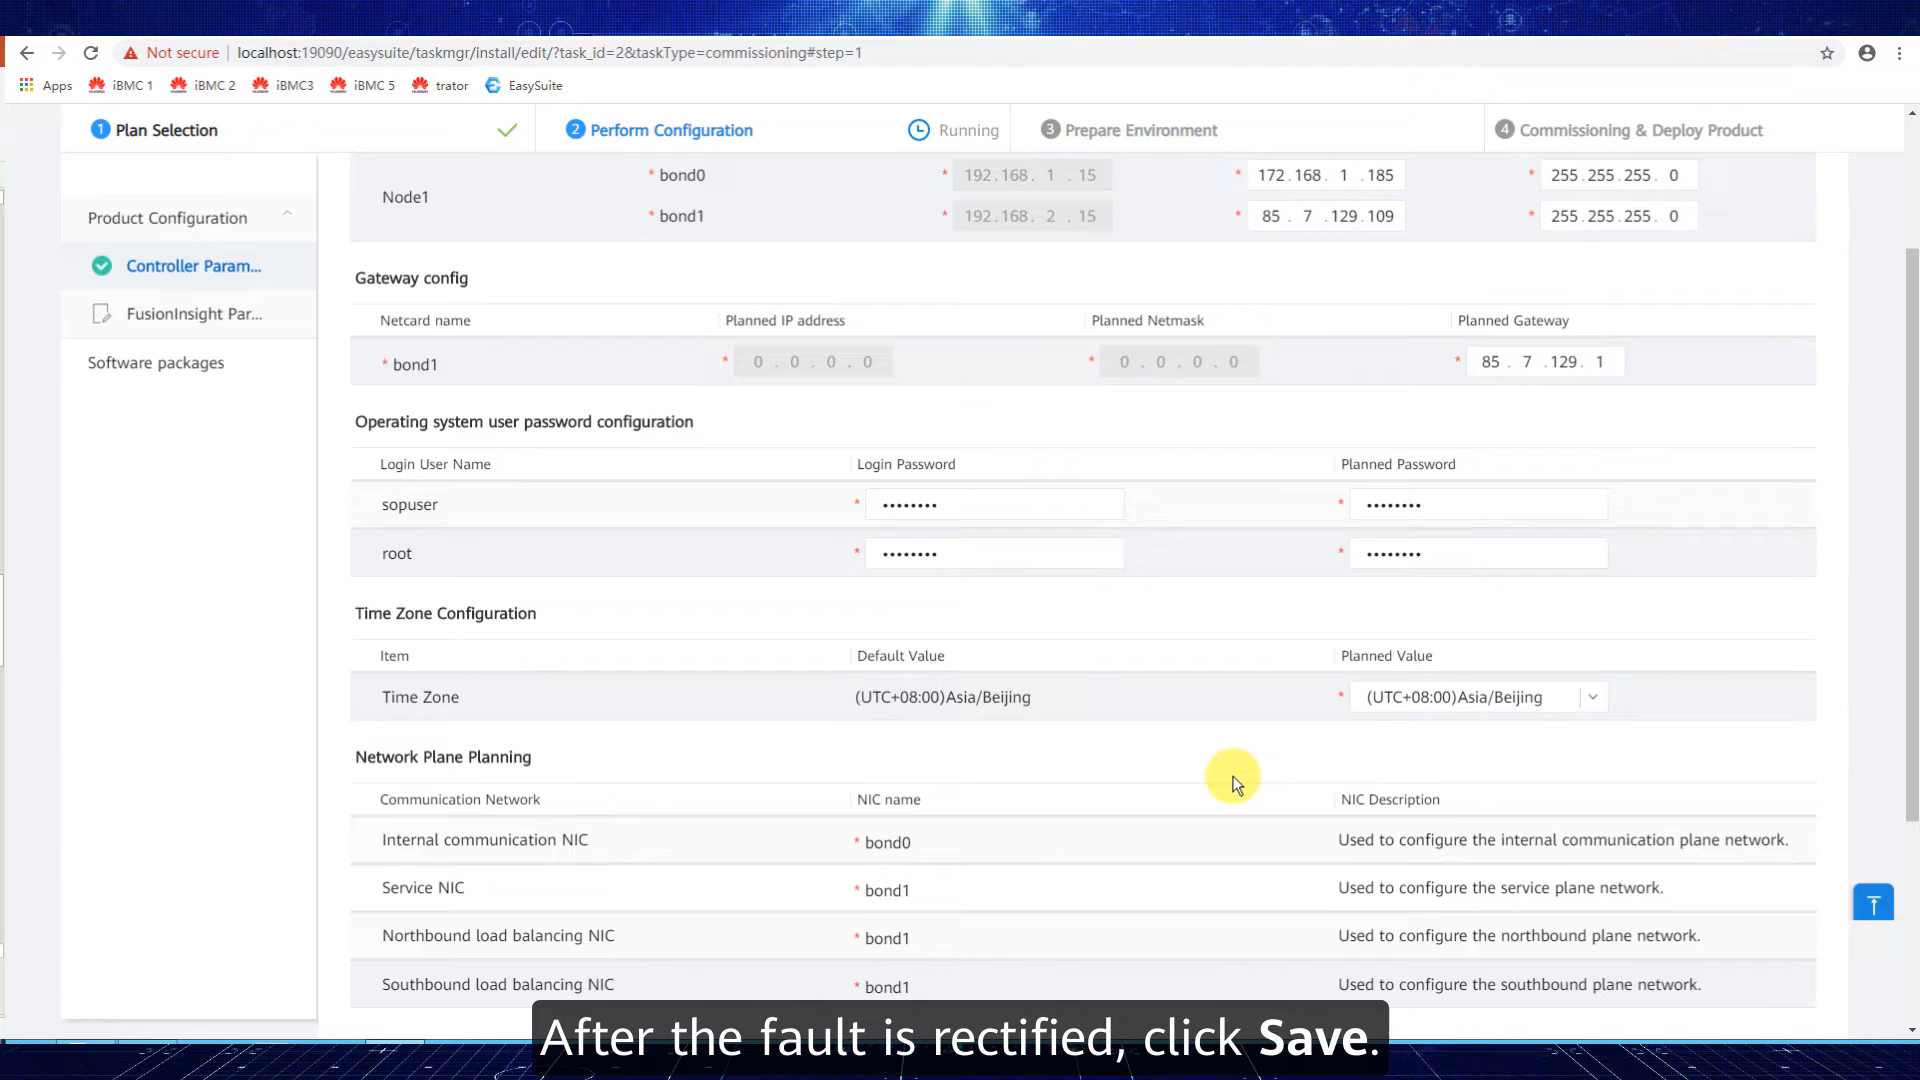 Not secure | localhost:19090/easysuite/taskmgr/install/edit/?task_id=2&taskType=commissioning#step=1
Apps iBMC 1 iBMC 2 iBMC3 iBMC 5 trator EasySuite
1 Plan Selection 2 Perform Configuration Running 3 Prepare Environment 4 Commissioning & Deploy Product
Product Configuration
Controller Param...
FusionInsight Par...
Software packages
Node1
* bond0 * 192.168. 1 . 15 * 172.168. 1 .185 * 255.255.255. 0
* bond1 * 192.168. 2 . 15 * 85 . 7 .129.109 * 255.255.255. 0
Gateway config
Netcard name Planned IP address Planned Netmask Planned Gateway
* bond1 * 0 . 0 . 0 . 0 * 0 . 0 . 0 . 0 * 85 . 7 .129. 1
Operating system user password configuration
Login User Name Login Password Planned Password
sopuser * •••••••• * ••••••••
root * •••••••• * ••••••••
Time Zone Configuration
Item Default Value Planned Value
Time Zone (UTC+08:00)Asia/Beijing * (UTC+08:00)Asia/Beijing
Network Plane Planning
Communication Network NIC name NIC Description
Internal communication NIC * bond0 Used to configure the internal communication plane network.
Service NIC * bond1 Used to configure the service plane network.
Northbound load balancing NIC * bond1 Used to configure the northbound plane network.
Southbound load balancing NIC * bond1 Used to configure the southbound plane network.
After the fault is rectified, click Save.